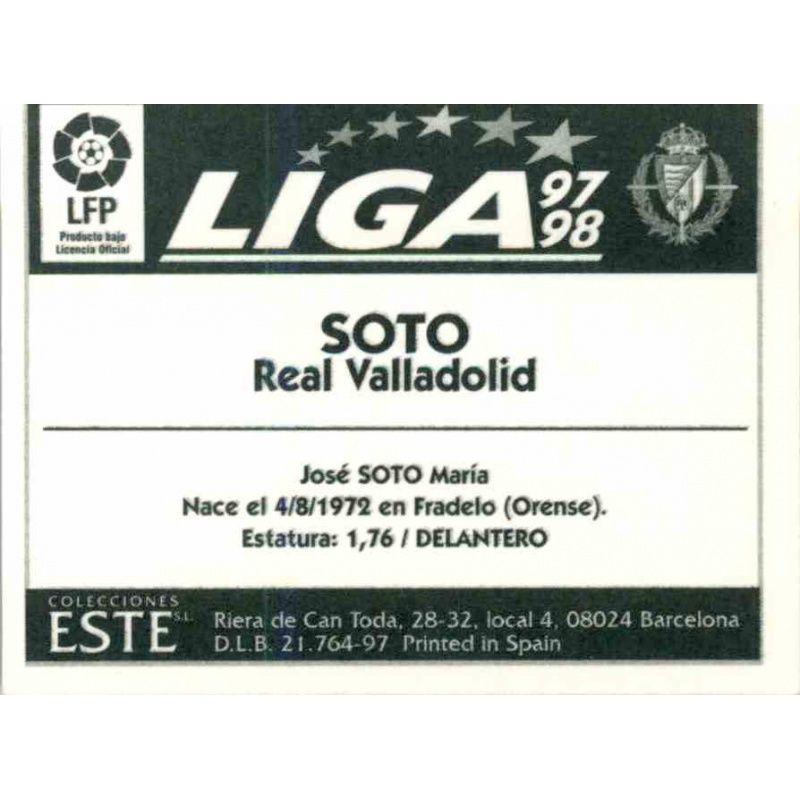 LFP
Producto bajo
Licencia Oficial
LIGA 97
98
SOTO
Real Valladolid
José SOTO María
Nace el 4/8/1972 en Fradelo (Orense).
Estatura: 1,76 / DELANTERO
COLECCIONES
ESTE S.L.
Riera de Can Toda, 28-32, local 4, 08024 Barcelona
D.L.B. 21.764-97 Printed in Spain